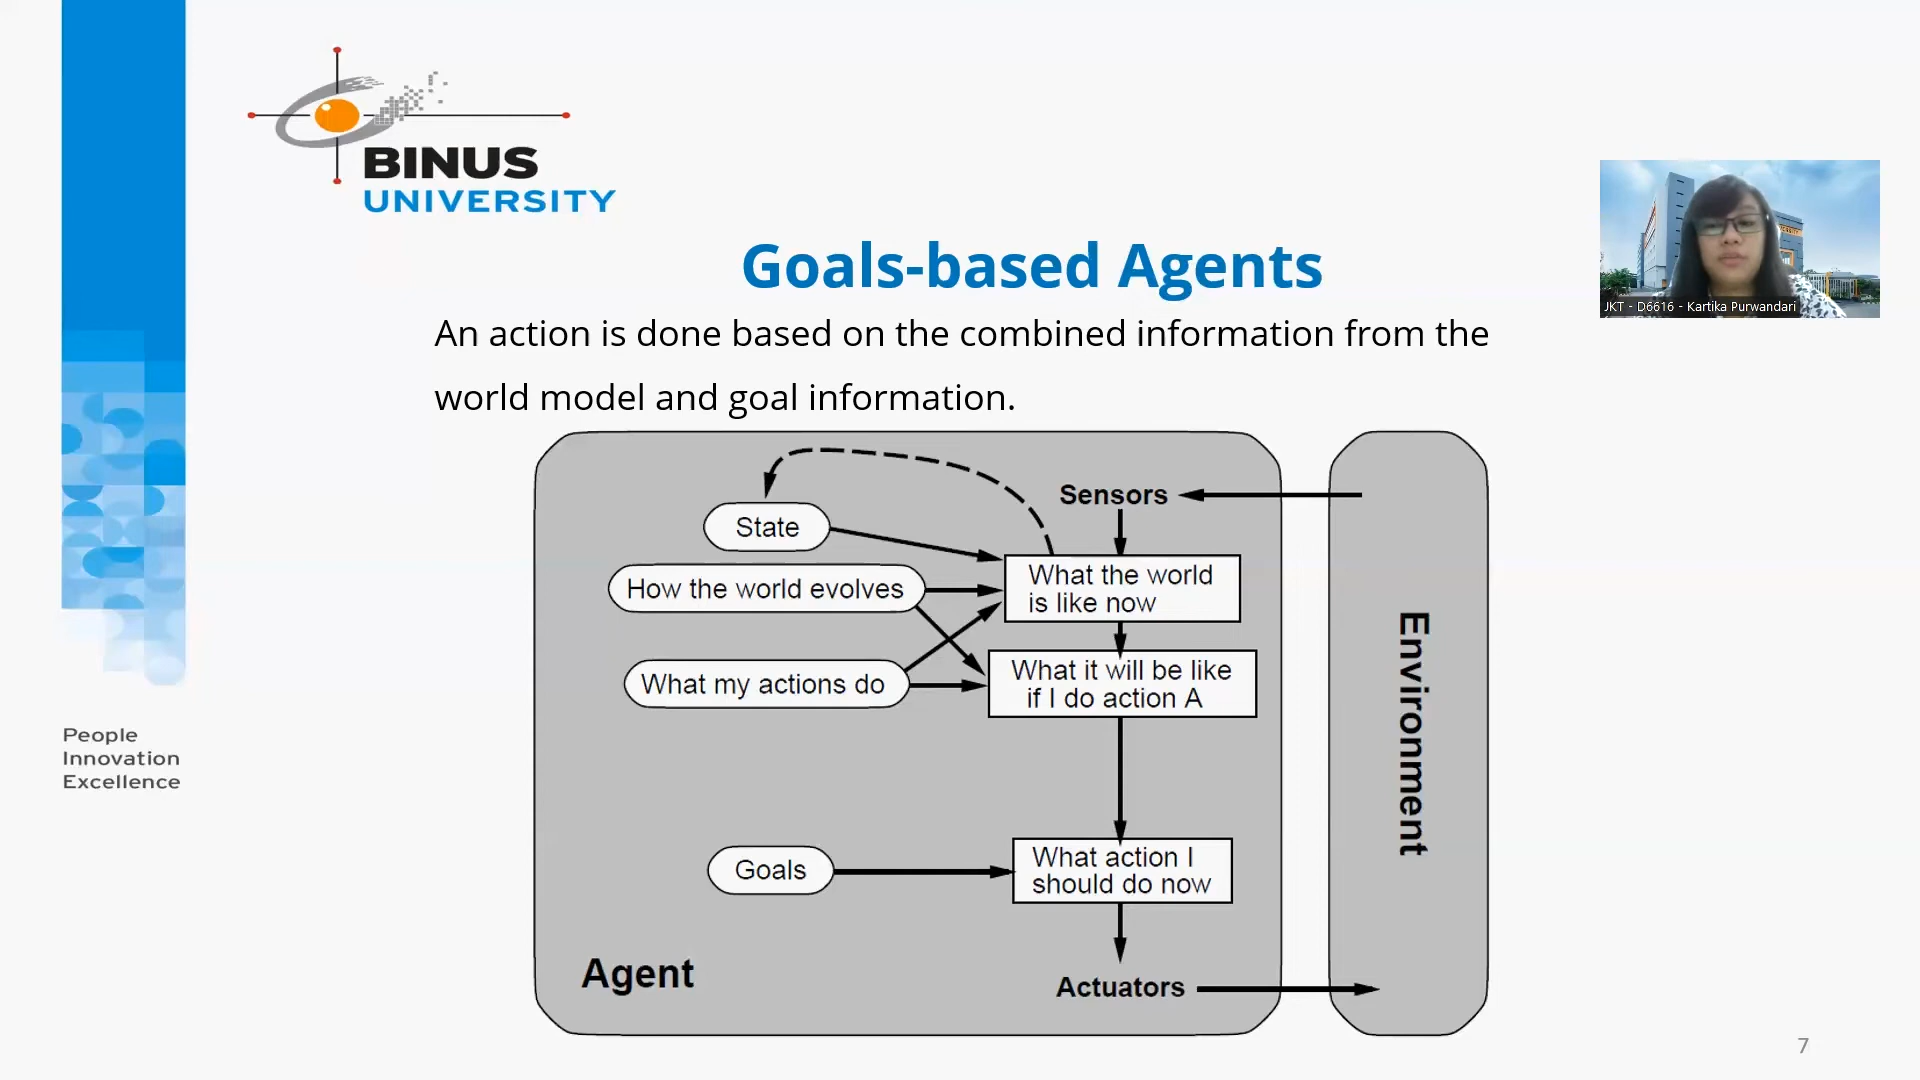 BINUS
UNIVERSITY
Goals-based Agents
An action is done based on the combined information from the
world model and goal information.
JKT - D6616 - Kartika Purwandari
Sensors
State
What the world
is like now
How the world evolves
What it will be like
if I do action A
What my actions do
Environment
People
Innovation
Excellence
Goals
What action I
should do now
Agent
Actuators
7